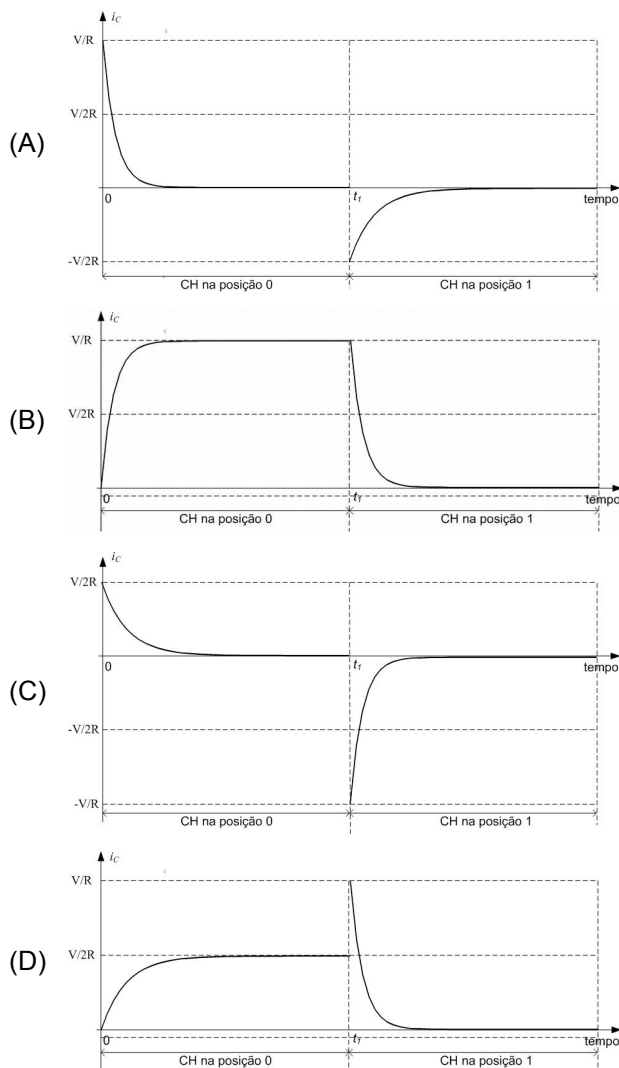 (A)
i_C
V/R
V/2R
0
t_1
tempo
-V/2R
CH na posição 0
CH na posição 1
(B)
i_C
V/R
V/2R
0
t_1
tempo
CH na posição 0
CH na posição 1
(C)
i_C
V/2R
0
t_1
tempo
-V/2R
-V/R
CH na posição 0
CH na posição 1
(D)
i_C
V/R
V/2R
0
t_1
tempo
CH na posição 0
CH na posição 1